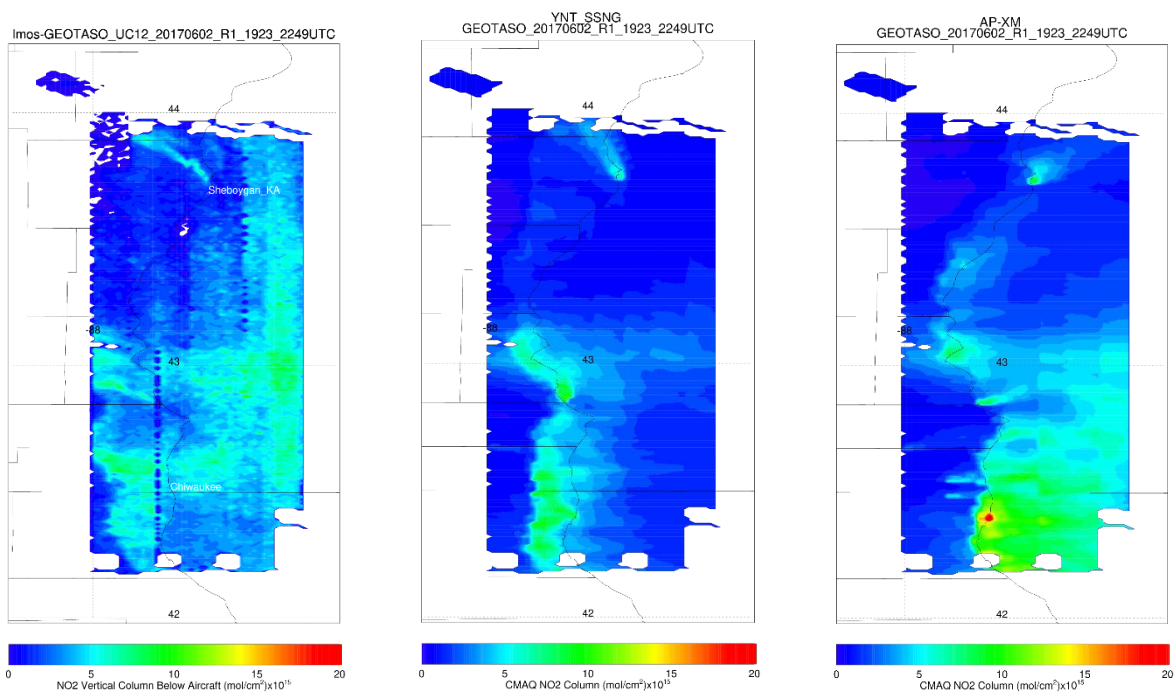 lmos-GEOTASO_UC12_20170602_R1_1923_2249UTC
44
Sheboygan_KA
-88
43
Chiwaukee
42
0 5 10 15 20
NO2 Vertical Column Below Aircraft (mol/cm²)x10¹⁵
YNT_SSNG
GEOTASO_20170602_R1_1923_2249UTC
44
-88
43
42
0 5 10 15 20
CMAQ NO2 Column (mol/cm²)x10¹⁵
AP-XM
GEOTASO_20170602_R1_1923_2249UTC
44
-88
43
42
0 5 10 15 20
CMAQ NO2 Column (mol/cm²)x10¹⁵